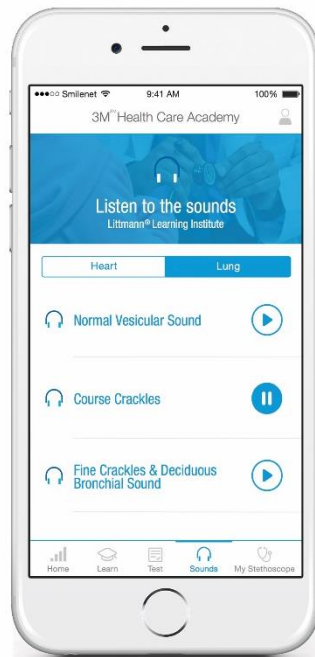 Smilenet 9:41 AM 100%
3M™ Health Care Academy
Listen to the sounds
Littmann® Learning Institute
Heart Lung
Normal Vesicular Sound
Course Crackles
Fine Crackles & Deciduous
Bronchial Sound
Home Learn Test Sounds My Stethoscope